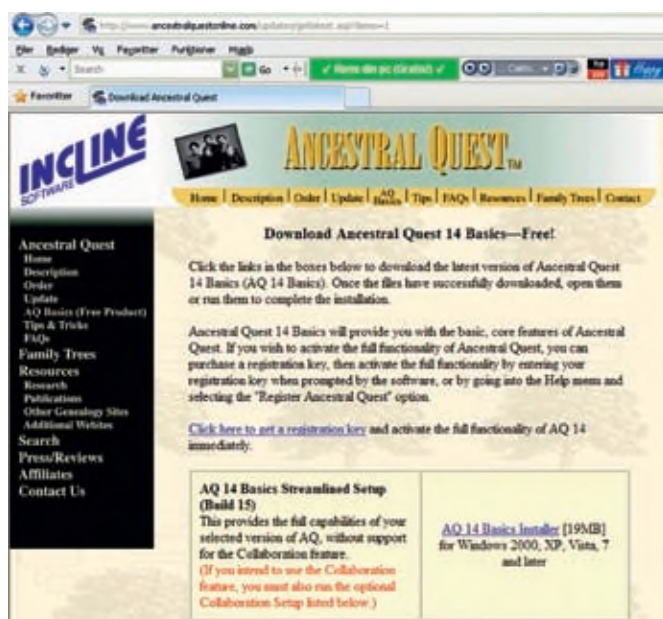 ancestralquestonline.com
Filer Rediger Vis Favoritter Funktioner Hjælp
X Search Go
Favoritter Download Ancestral Quest
INCLINE
SOFTWARE
ANCESTRAL QUEST TM
Home | Description | Order | Update | AQ Basics | Tips | FAQs | Resources | Family Trees | Contact
Ancestral Quest
Home
Description
Order
Update
AQ Basics (Free Product)
Tips & Tricks
FAQs
Family Trees
Resources
Research
Publications
Other Genealogy Sites
Additional Websites
Search
Press/Reviews
Affiliates
Contact Us
Download Ancestral Quest 14 Basics—Free!
Click the links in the boxes below to download the latest version of Ancestral Quest
14 Basics (AQ 14 Basics). Once the files have successfully downloaded, open them
or run them to complete the installation.
Ancestral Quest 14 Basics will provide you with the basic, core features of Ancestral
Quest. If you wish to activate the full functionality of Ancestral Quest, you can
purchase a registration key, then activate the full functionality by entering your
registration key when prompted by the software, or by going into the Help menu and
selecting the "Register Ancestral Quest" option.
Click here to get a registration key and activate the full functionality of AQ 14
immediately.
AQ 14 Basics Streamlined Setup
(Build 15)
This provides the full capabilities of your
selected version of AQ, without support
for the Collaboration feature.
(If you intend to use the Collaboration
feature, you must also run the optional
Collaboration Setup listed below.)
AQ 14 Basics Installer [19MB]
for Windows 2000, XP, Vista, 7
and later